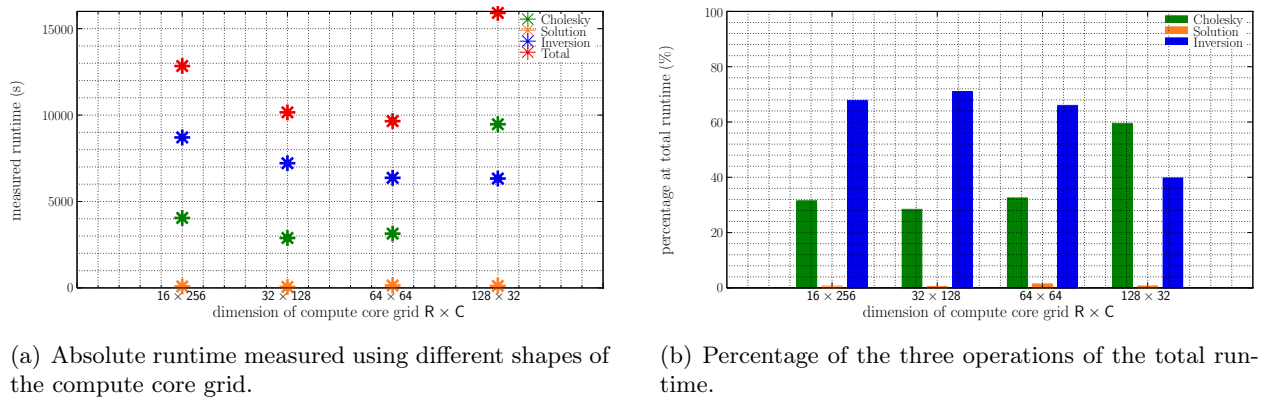 15000
10000
5000
0
measured runtime (s)
Cholesky
Solution
Inversion
Total
16 × 256
32 × 128
64 × 64
128 × 32
dimension of compute core grid R × C
100
80
60
40
20
0
percentage at total runtime (%)
Cholesky
Solution
Inversion
16 × 256
32 × 128
64 × 64
128 × 32
dimension of compute core grid R × C
(a) Absolute runtime measured using different shapes of
the compute core grid.
(b) Percentage of the three operations of the total run-
time.